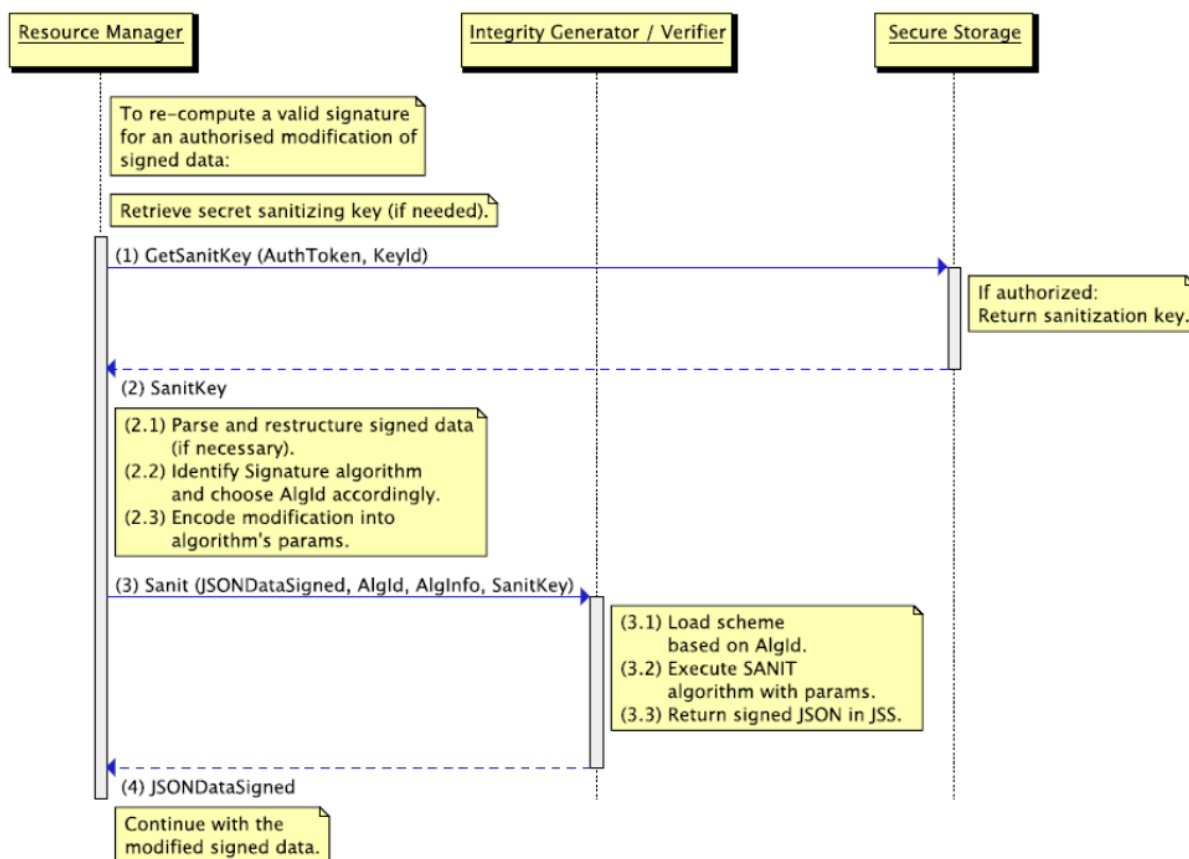 Resource Manager
Integrity Generator / Verifier
Secure Storage
To re-compute a valid signature
for an authorised modification of
signed data:
Retrieve secret sanitizing key (if needed).
(1) GetSanitKey (AuthToken, KeyId)
If authorized:
Return sanitization key.
(2) SanitKey
(2.1) Parse and restructure signed data
(if necessary).
(2.2) Identify Signature algorithm
and choose AlgId accordingly.
(2.3) Encode modification into
algorithm's params.
(3) Sanit (JSONDataSigned, AlgId, AlgInfo, SanitKey)
(3.1) Load scheme
based on AlgId.
(3.2) Execute SANIT
algorithm with params.
(3.3) Return signed JSON in JSS.
(4) JSONDataSigned
Continue with the
modified signed data.